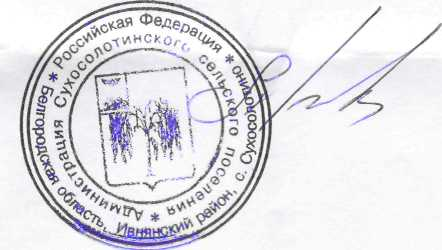 * Российская Федерация *
Белгородская область, Ивнянский район, с. Сухосолотино
Администрация Сухосолотинского сельского поселения *